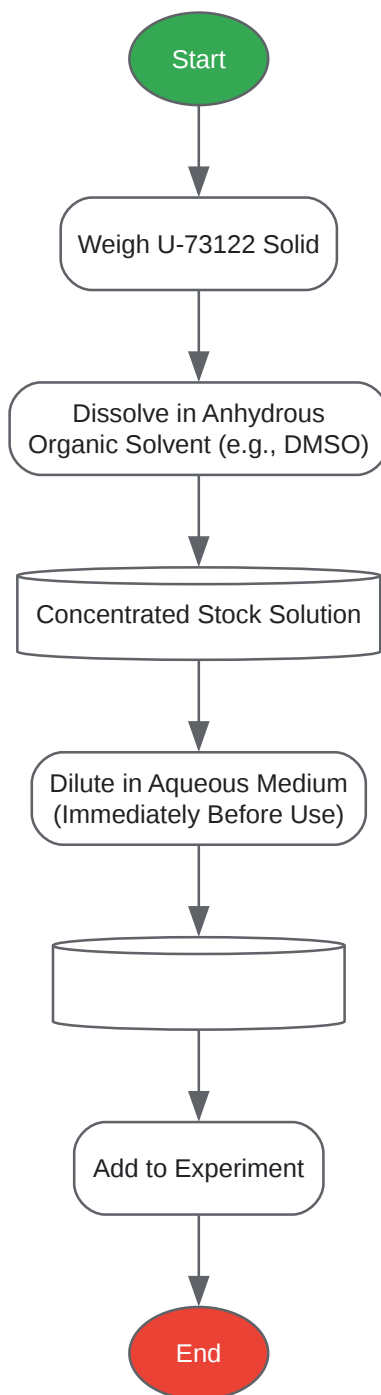 Start
Weigh U-73122 Solid
Dissolve in Anhydrous
Organic Solvent (e.g., DMSO)
Concentrated Stock Solution
Dilute in Aqueous Medium
(Immediately Before Use)
Add to Experiment
End